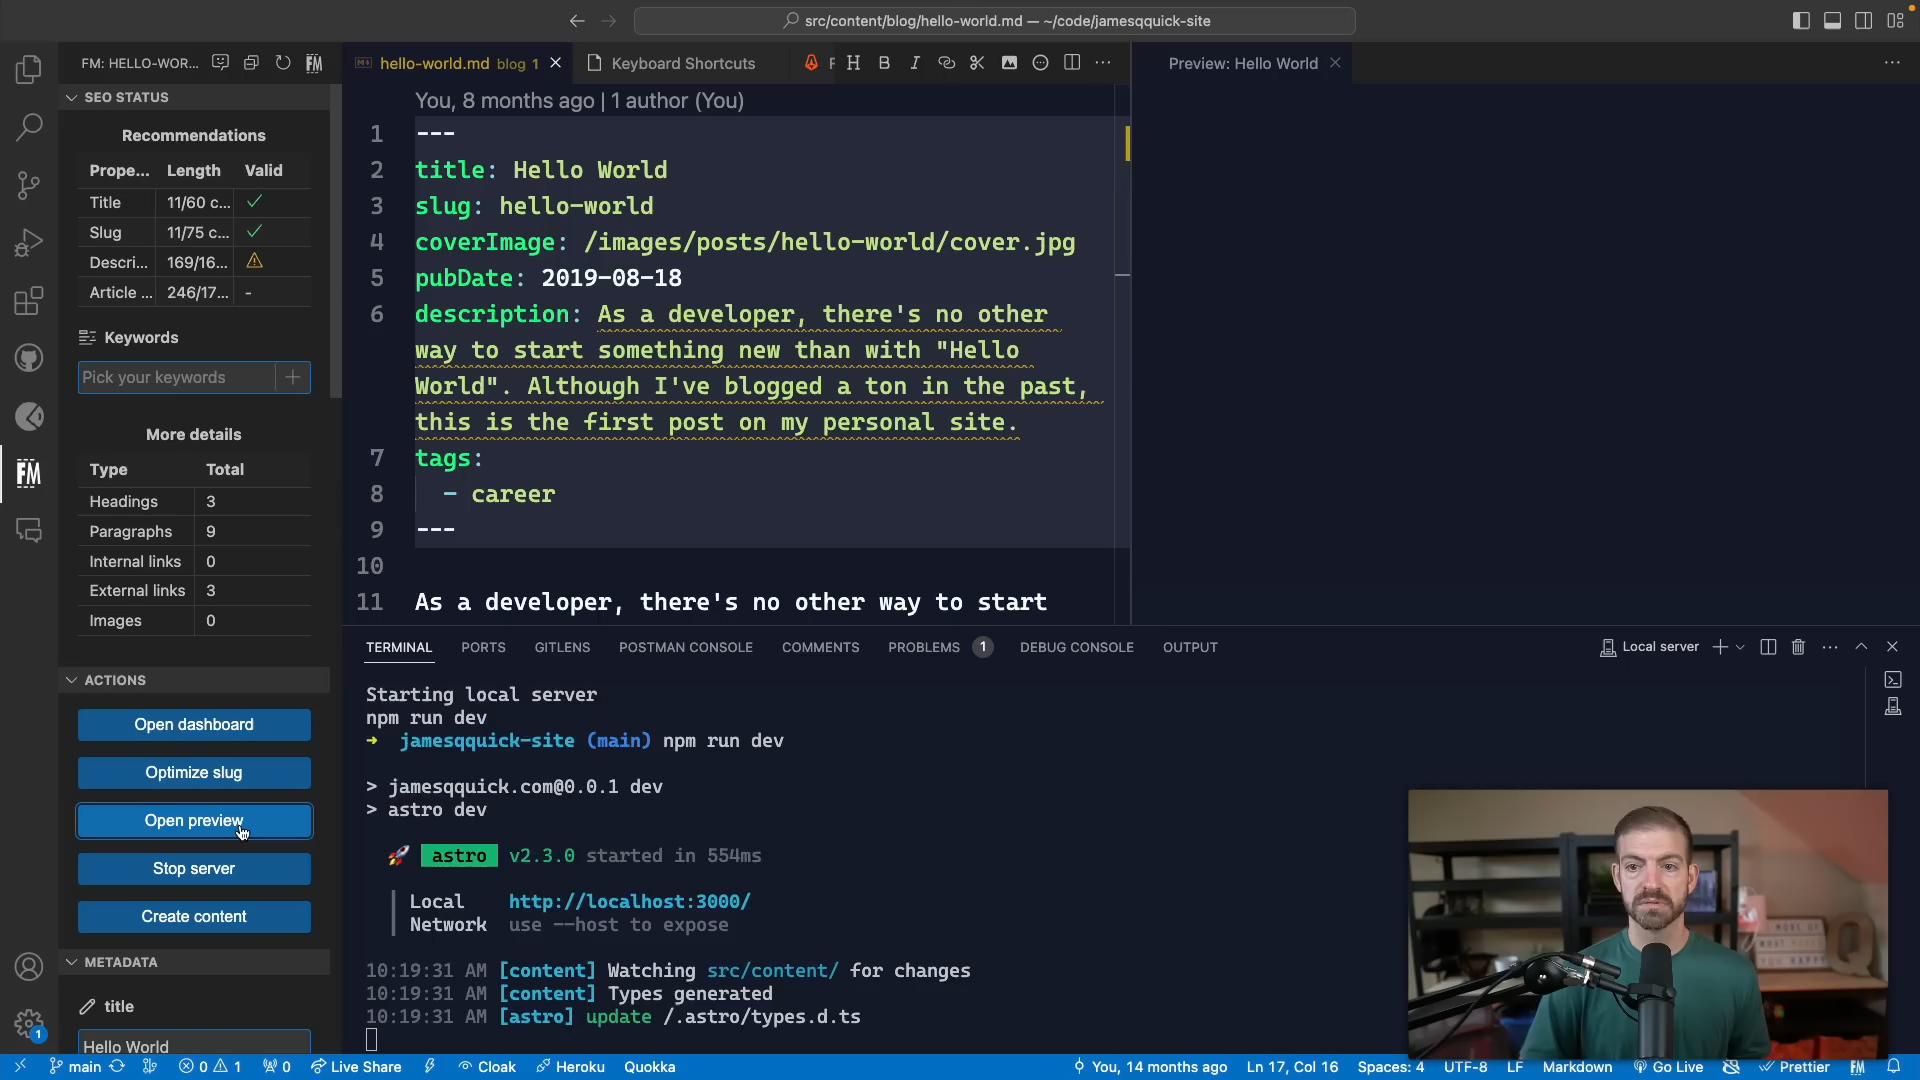 src/content/blog/hello-world.md — ~/code/jamesqquick-site
FM: HELLO-WOR...
FM
hello-world.md blog 1
Keyboard Shortcuts
F
H B I
Preview: Hello World
SEO STATUS
Recommendations
Prope... Length Valid
Title 11/60 c...
Slug 11/75 c...
Descri... 169/16...
Article ... 246/17... -
Keywords
Pick your keywords
More details
Type Total
Headings 3
Paragraphs 9
Internal links 0
External links 3
Images 0
ACTIONS
Open dashboard
Optimize slug
Open preview
Stop server
Create content
METADATA
title
Hello World
FM
1
You, 8 months ago | 1 author (You)
1 ---
2 title: Hello World
3 slug: hello-world
4 coverImage: /images/posts/hello-world/cover.jpg
5 pubDate: 2019-08-18
6 description: As a developer, there's no other
way to start something new than with "Hello
World". Although I've blogged a ton in the past,
this is the first post on my personal site.
7 tags:
8 - career
9 ---
10
11 As a developer, there's no other way to start
TERMINAL PORTS GITLENS POSTMAN CONSOLE COMMENTS PROBLEMS 1 DEBUG CONSOLE OUTPUT
Local server
Starting local server
npm run dev
➜ jamesqquick-site (main) npm run dev
> jamesqquick.com@0.0.1 dev
> astro dev
🚀 astro v2.3.0 started in 554ms
Local http://localhost:3000/
Network use --host to expose
10:19:31 AM [content] Watching src/content/ for changes
10:19:31 AM [content] Types generated
10:19:31 AM [astro] update /.astro/types.d.ts
main 0 1 0 Live Share Cloak Heroku Quokka
You, 14 months ago Ln 17, Col 16 Spaces: 4 UTF-8 LF Markdown Go Live Prettier FM